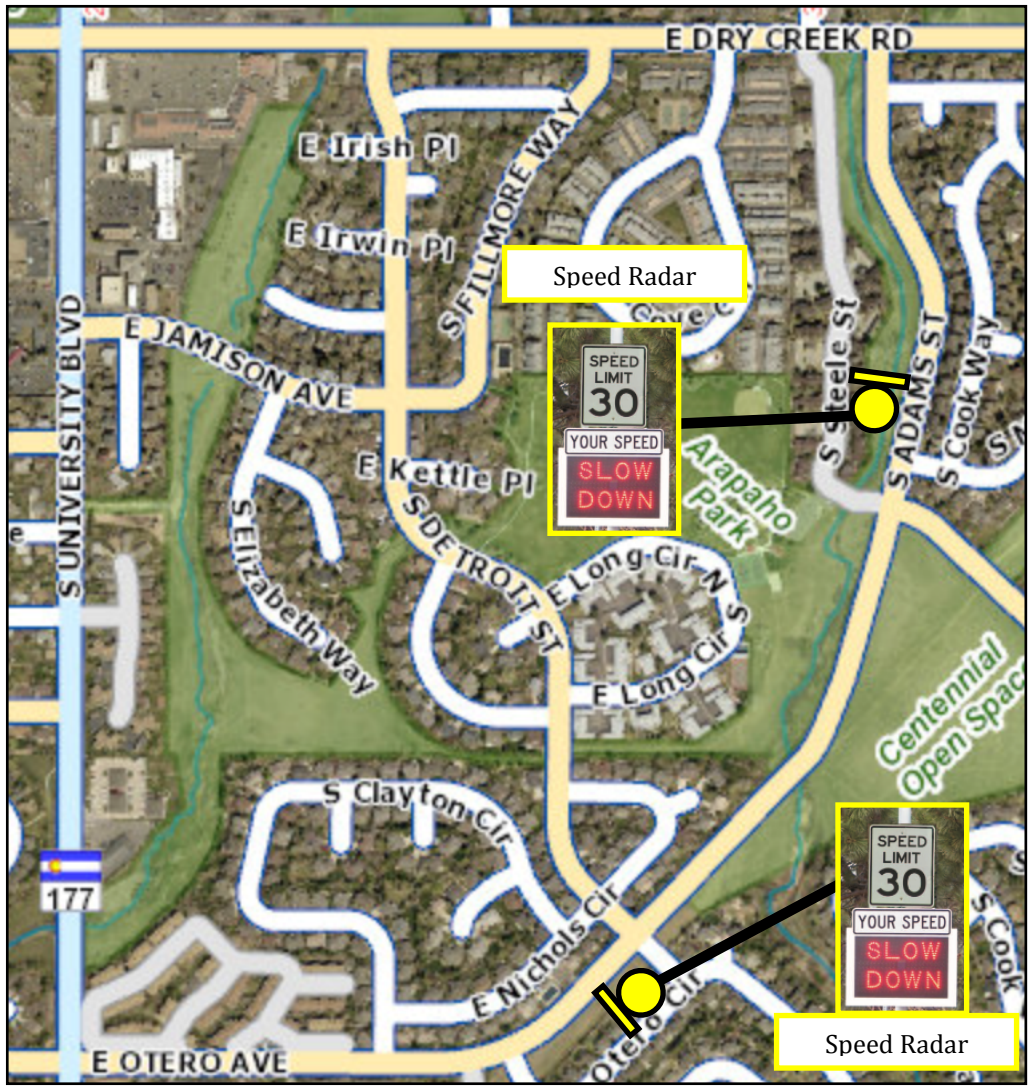 E DRY CREEK RD
E Irish Pl
S FILLMORE WAY
E Irwin Pl
Speed Radar
Cove C
S UNIVERSITY BLVD
E JAMISON AVE
S Steele St
S ADAMS ST
S Cook Way
SPEED
LIMIT
30
YOUR SPEED
SLOW
DOWN
E Kettle Pl
Arapaho
Park
S Elizabeth Way
S DETROIT ST
E Long Cir N
S
E Long Cir
Centennial
Open Space
S Clayton Cir
177
E Nichols Cir
SPEED
LIMIT
30
YOUR SPEED
SLOW
DOWN
S Cook
Otero Cir
E OTERO AVE
Speed Radar